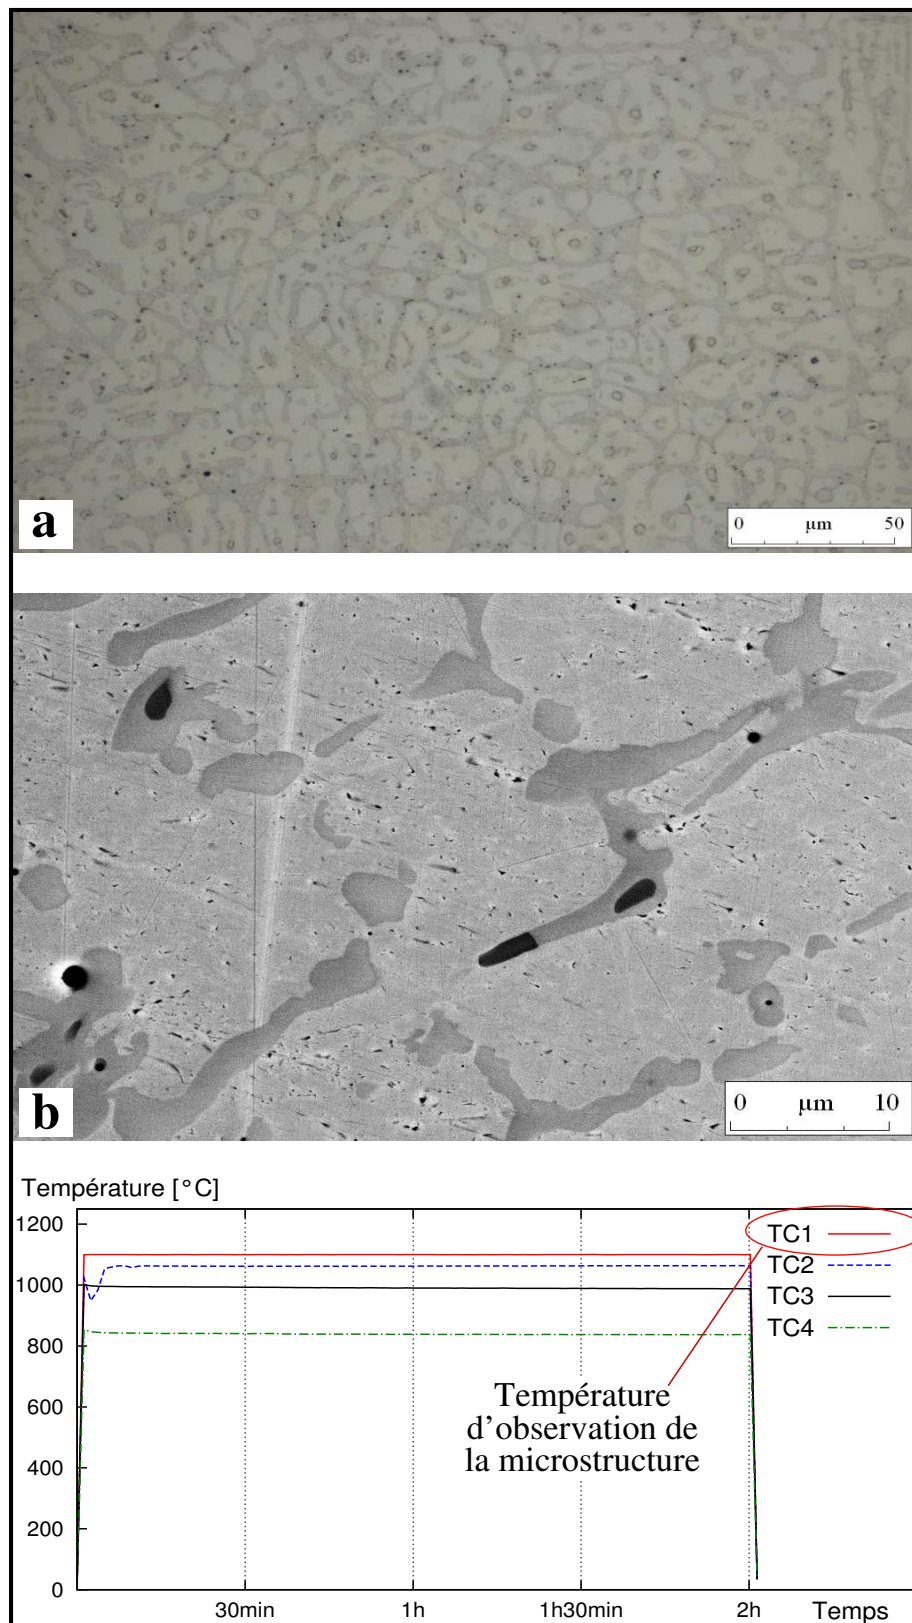 a
0 µm 50
b
0 µm 10
Température [°C]
1200
1000
800
600
400
200
0
TC1
TC2
TC3
TC4
Température
d'observation de
la microstructure
30min 1h 1h30min 2h Temps